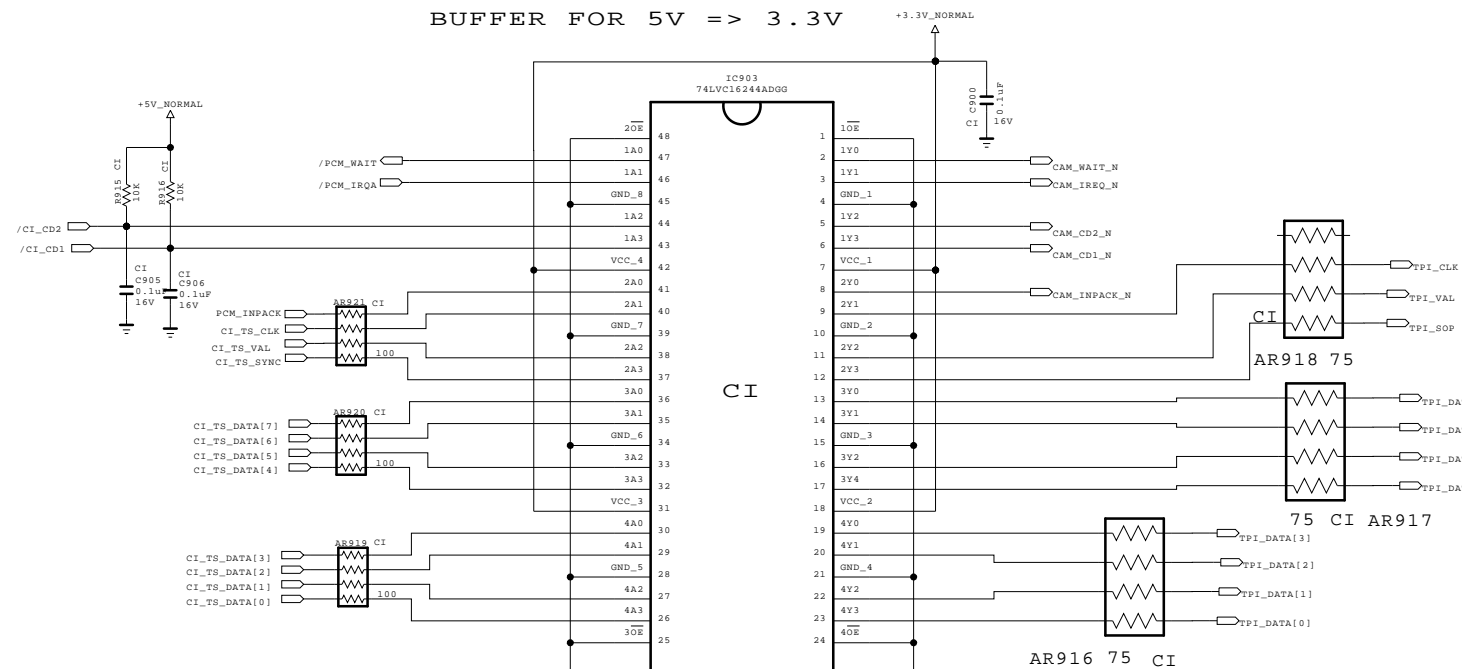 BUFFER FOR 5V => 3.3V
+3.3V_NORMAL
IC903
74LVC16244ADGG
C900
0.1uF
CI
16V
+5V_NORMAL
R915
CI
10K
R916
CI
10K
/PCM_WAIT
/PCM_IRQA
/CI_CD2
/CI_CD1
CI
C905
0.1uF
16V
CI
C906
0.1uF
16V
AR921 CI
PCM_INPACK
CI_TS_CLK
CI_TS_VAL
CI_TS_SYNC
100
AR920 CI
CI_TS_DATA[7]
CI_TS_DATA[6]
CI_TS_DATA[5]
CI_TS_DATA[4]
100
AR919 CI
CI_TS_DATA[3]
CI_TS_DATA[2]
CI_TS_DATA[1]
CI_TS_DATA[0]
100
2OE 48
1A0 47
1A1 46
GND_8 45
1A2 44
1A3 43
VCC_4 42
2A0 41
2A1 40
GND_7 39
2A2 38
2A3 37
3A0 36
3A1 35
GND_6 34
3A2 33
3A3 32
VCC_3 31
4A0 30
4A1 29
GND_5 28
4A2 27
4A3 26
3OE 25
CI
1 1OE
2 1Y0
3 1Y1
4 GND_1
5 1Y2
6 1Y3
7 VCC_1
8 2Y0
9 2Y1
10 GND_2
11 2Y2
12 2Y3
13 3Y0
14 3Y1
15 GND_3
16 3Y2
17 3Y4
18 VCC_2
19 4Y0
20 4Y1
21 GND_4
22 4Y2
23 4Y3
24 4OE
CAM_WAIT_N
CAM_IREQ_N
CAM_CD2_N
CAM_CD1_N
CAM_INPACK_N
TPI_CLK
TPI_VAL
TPI_SOP
CI
AR918 75
TPI_DA
TPI_DA
TPI_DA
TPI_DA
75 CI AR917
TPI_DATA[3]
TPI_DATA[2]
TPI_DATA[1]
TPI_DATA[0]
AR916 75 CI